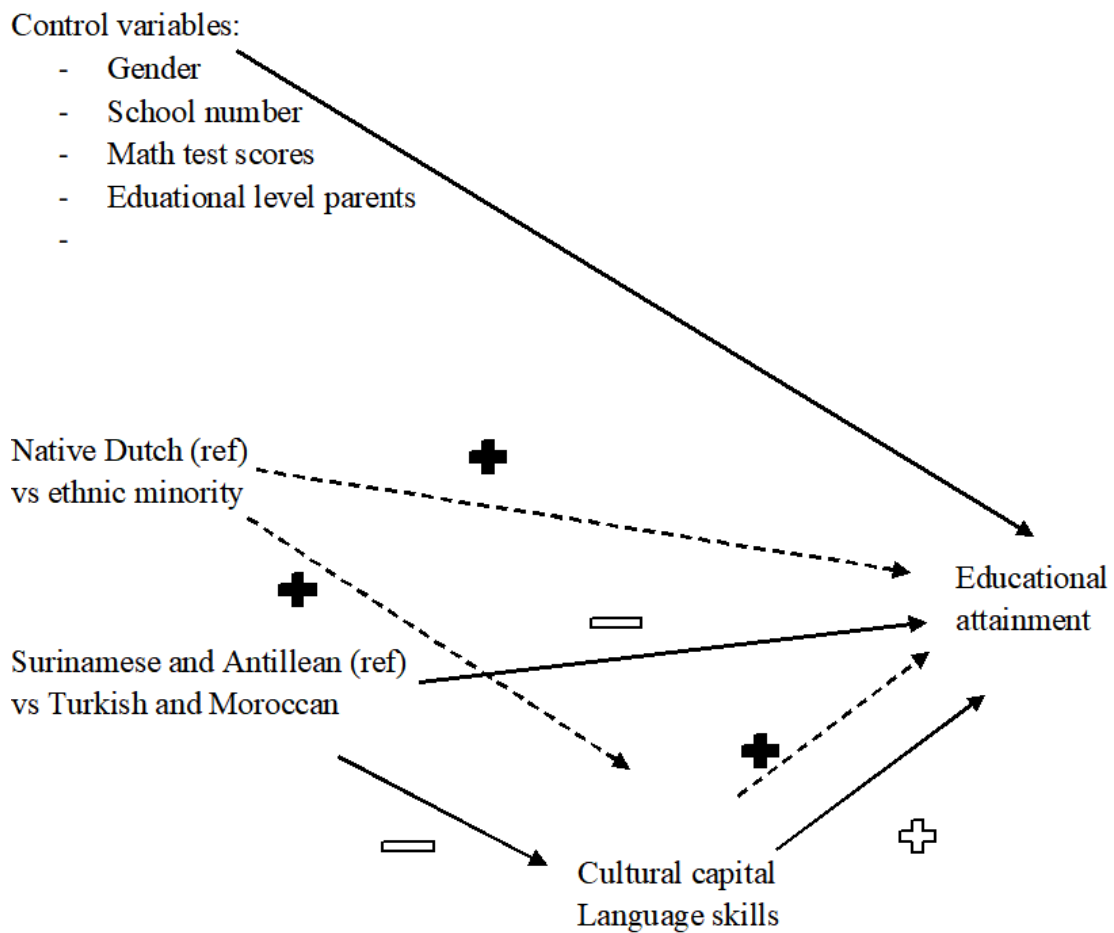 Control variables:
- Gender
- School number
- Math test scores
- Eduational level parents
-
Native Dutch (ref)
vs ethnic minority
Educational
attainment
Surinamese and Antillean (ref)
vs Turkish and Moroccan
Cultural capital
Language skills